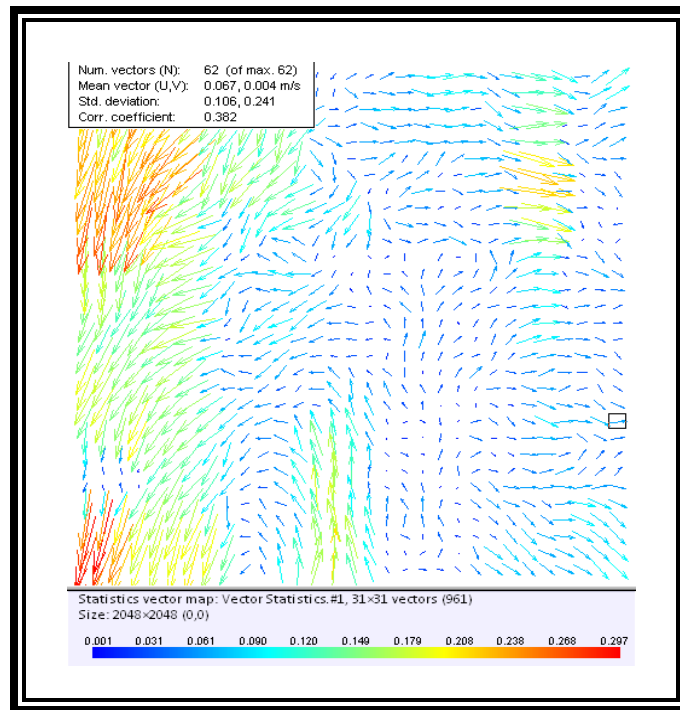 Num. vectors (N): 62 (of max. 62)
Mean vector (U,V): 0.067, 0.004 m/s
Std. deviation: 0.106, 0.241
Corr. coefficient: 0.382
Statistics vector map: Vector Statistics.#1, 31×31 vectors (961)
Size: 2048×2048 (0,0)
0.001 0.031 0.061 0.090 0.120 0.149 0.179 0.208 0.238 0.268 0.297